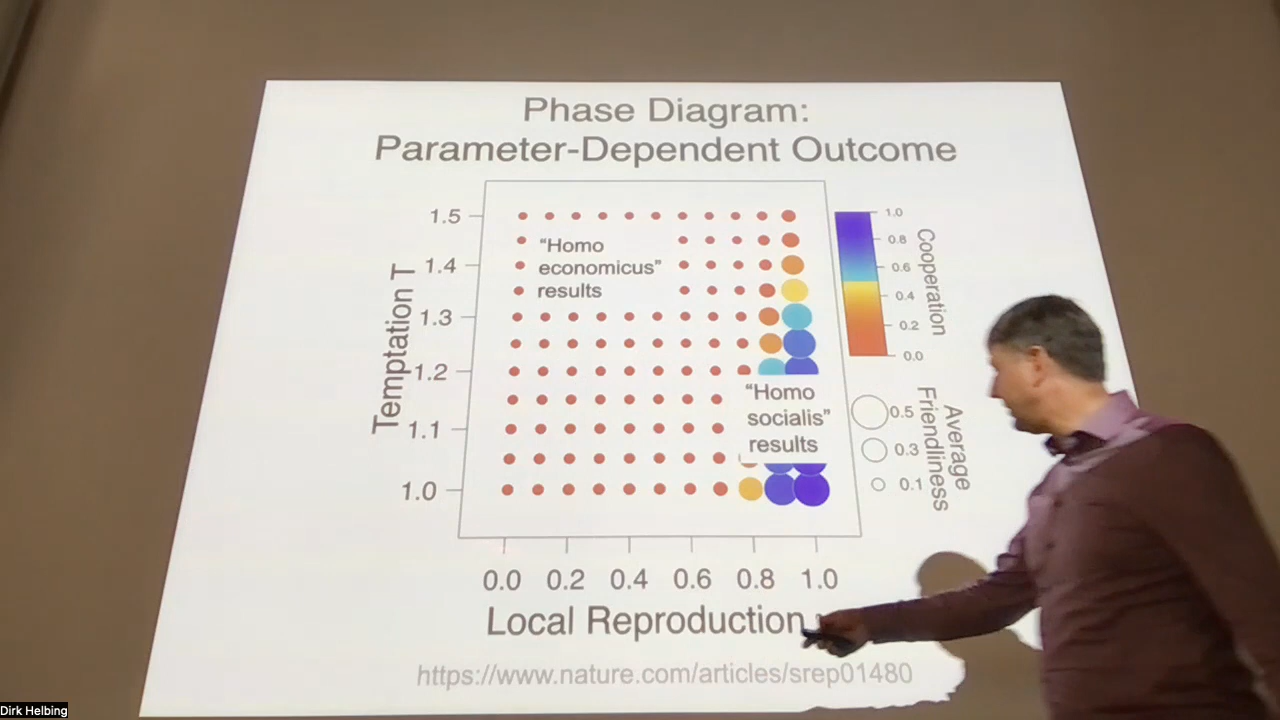 Phase Diagram:
Parameter-Dependent Outcome
1.5
1.4
1.3
1.2
1.1
1.0
Temptation T
"Homo
economicus"
results
"Homo
socialis"
results
1.0
0.8
0.6
0.4
0.2
0.0
Cooperation
0.5
0.3
0.1
Average
Friendliness
0.0 0.2 0.4 0.6 0.8 1.0
Local Reproduction
https://www.nature.com/articles/srep01480
Dirk Helbing